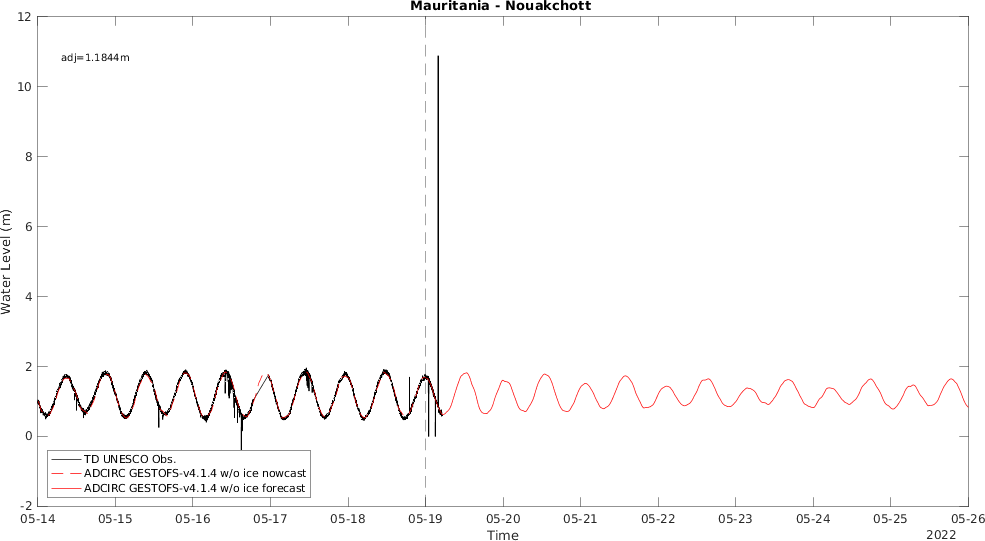 Mauritania - Nouakchott
12
adj=1.1844m
10
8
6
4
2
0
-2
Water Level (m)
TD UNESCO Obs.
ADCIRC GESTOFS-v4.1.4 w/o ice nowcast
ADCIRC GESTOFS-v4.1.4 w/o ice forecast
05-14 05-15 05-16 05-17 05-18 05-19 05-20 05-21 05-22 05-23 05-24 05-25 05-26
Time
2022